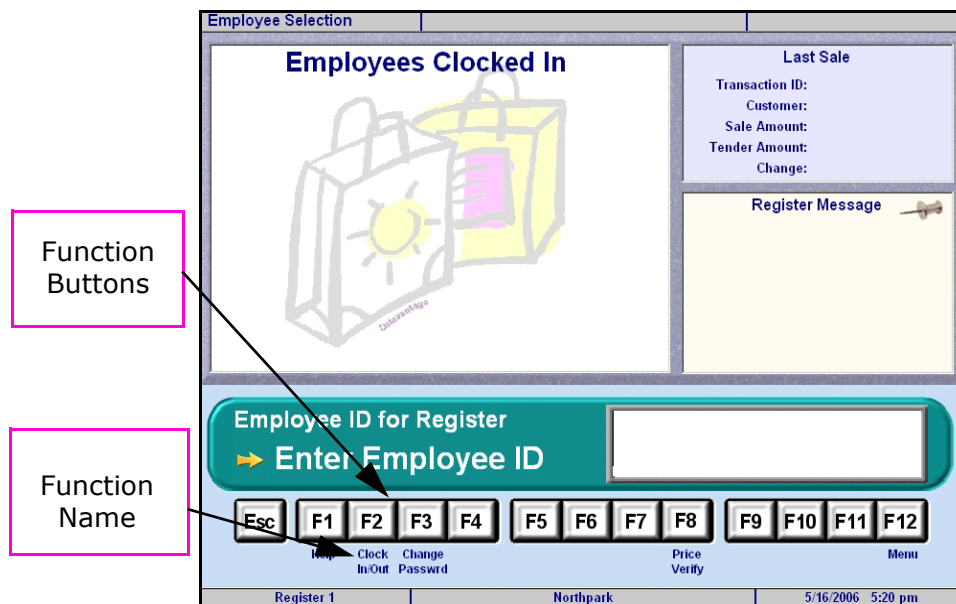 Employee Selection
Employees Clocked In
Datavantage
Last Sale
Transaction ID:
Customer:
Sale Amount:
Tender Amount:
Change:
Register Message
Function
Buttons
Employee ID for Register
Enter Employee ID
Function
Name
Esc F1 F2 F3 F4 F5 F6 F7 F8 F9 F10 F11 F12
Help Clock Change Price Menu
In/Out Passwrd Verify
Register 1 Northpark 5/16/2006 5:20 pm